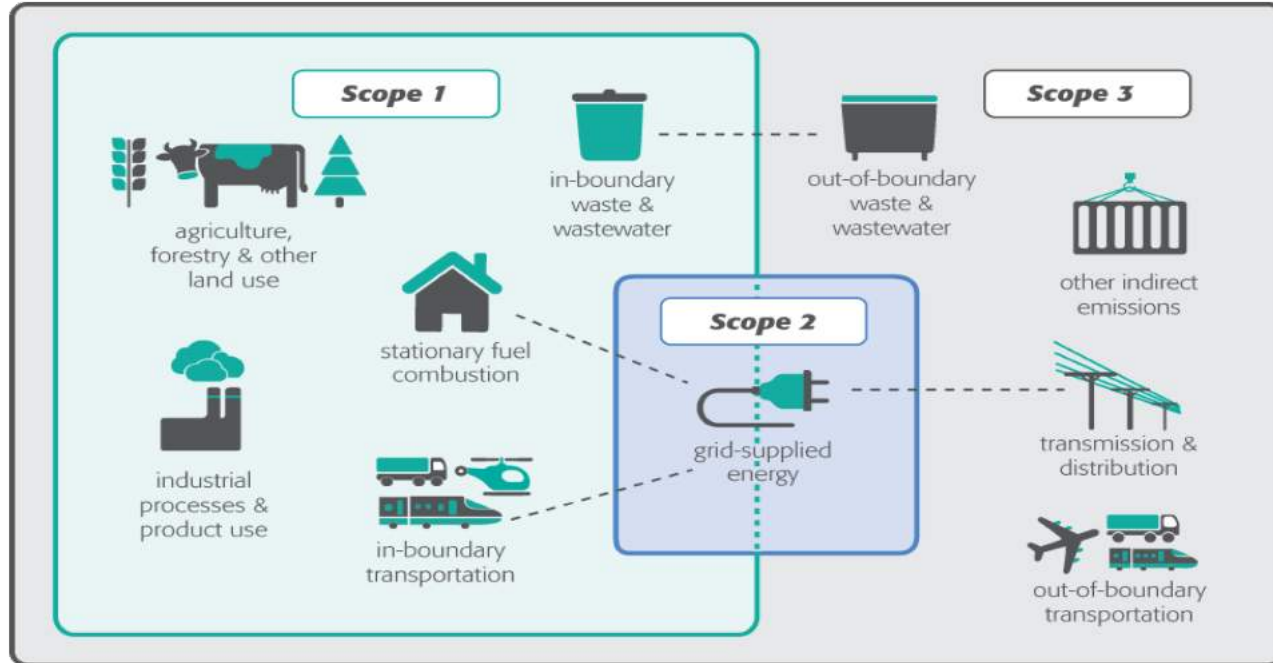 Scope 1
Scope 3
in-boundary
waste &
wastewater
out-of-boundary
waste &
wastewater
agriculture,
forestry & other
land use
other indirect
emissions
Scope 2
stationary fuel
combustion
grid-supplied
energy
transmission &
distribution
industrial
processes &
product use
in-boundary
transportation
out-of-boundary
transportation